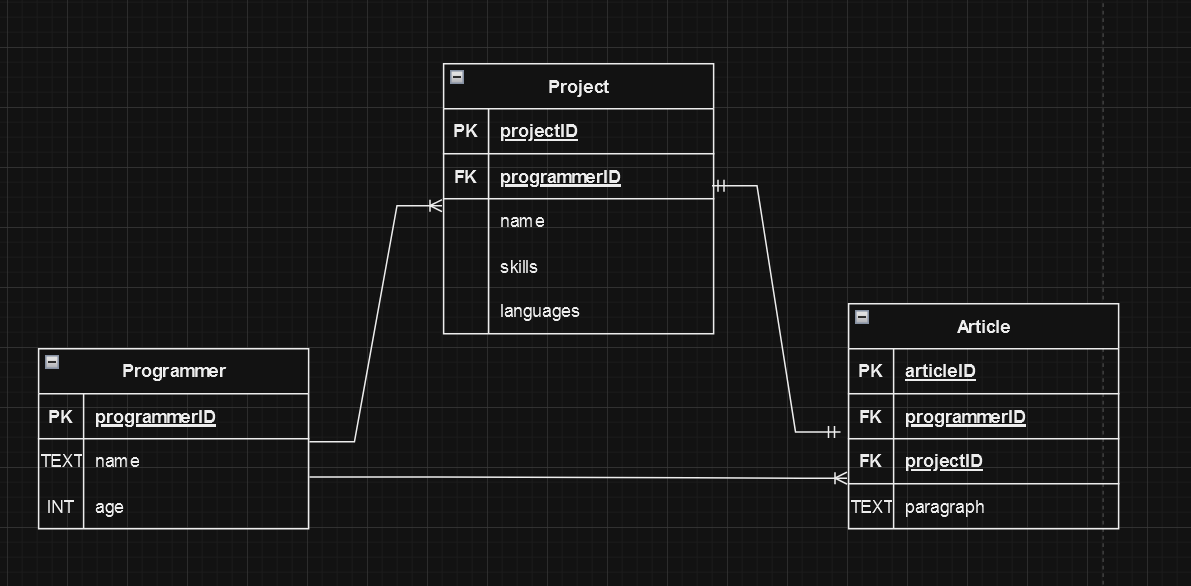 Project
PK projectID
FK programmerID
name
skills
languages
Programmer
PK programmerID
TEXT name
INT age
Article
PK articleID
FK programmerID
FK projectID
TEXT paragraph